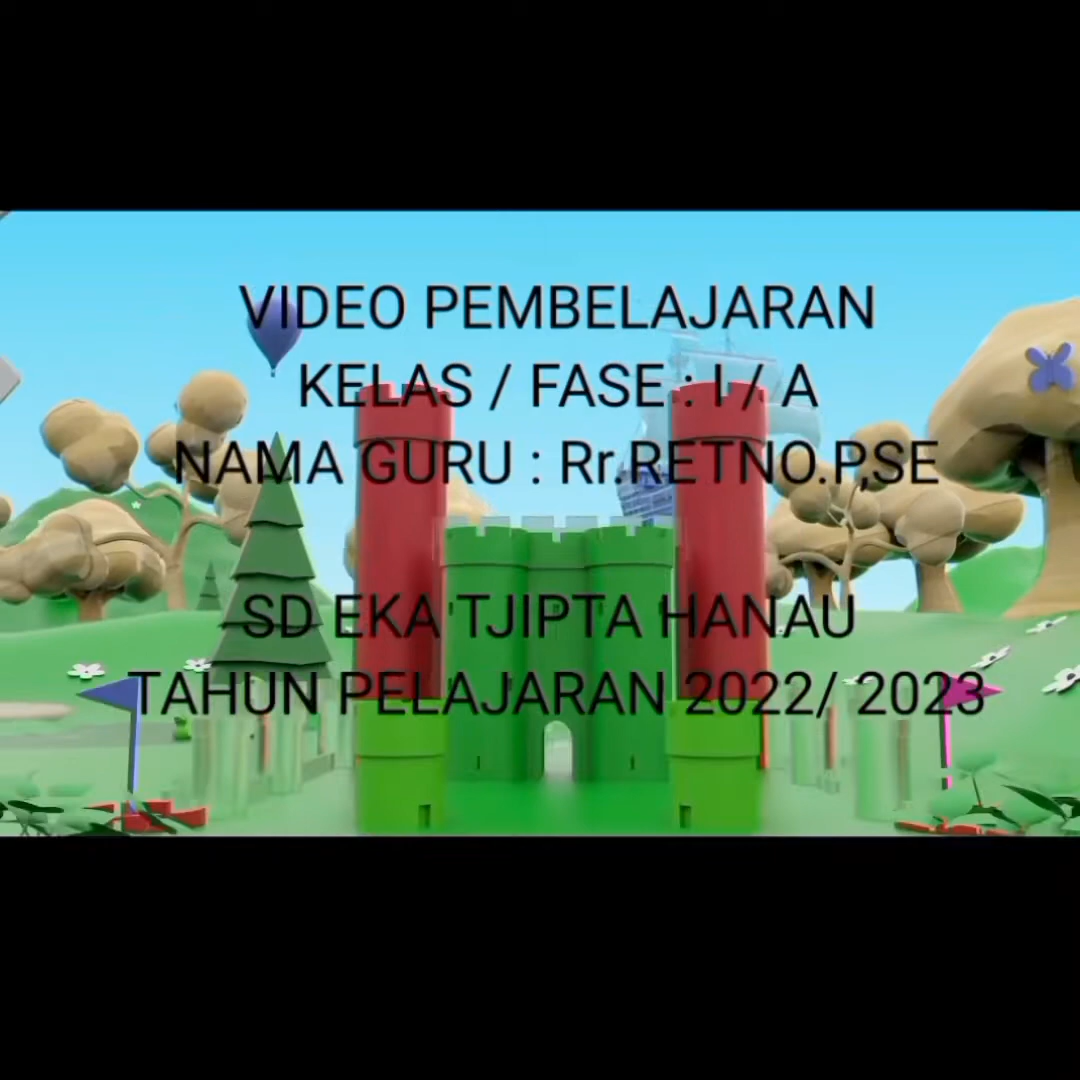 VIDEO PEMBELAJARAN
KELAS / FASE : I / A
NAMA GURU : Rr.RETNO.P,SE
SD EKA TJIPTA HANAU
TAHUN PELAJARAN 2022/ 2023